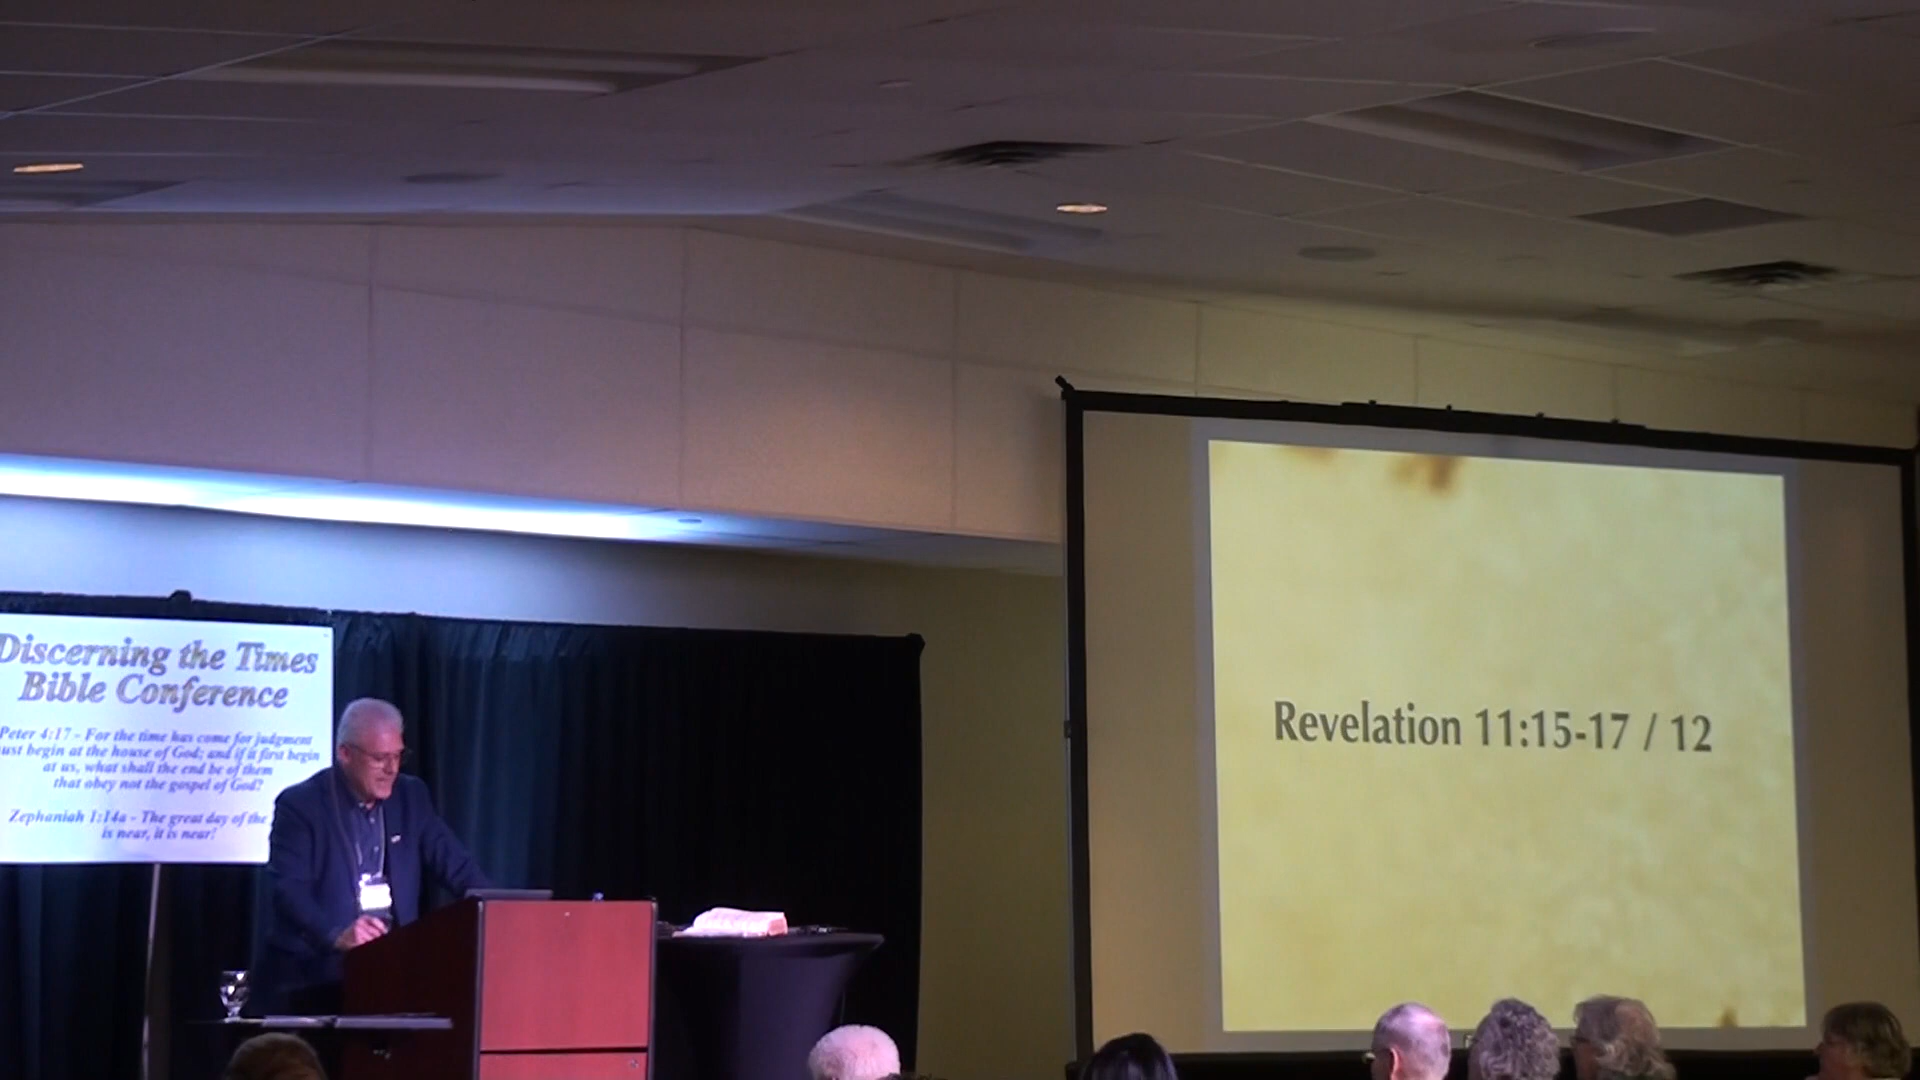 Discerning the Times
Bible Conference
Peter 4:17 - For the time has come for judgment
ust begin at the house of God; and if it first begin
at us, what shall the end be of them
that obey not the gospel of God?
Zephaniah 1:14a - The great day of the
is near, it is near!
Revelation 11:15-17 / 12